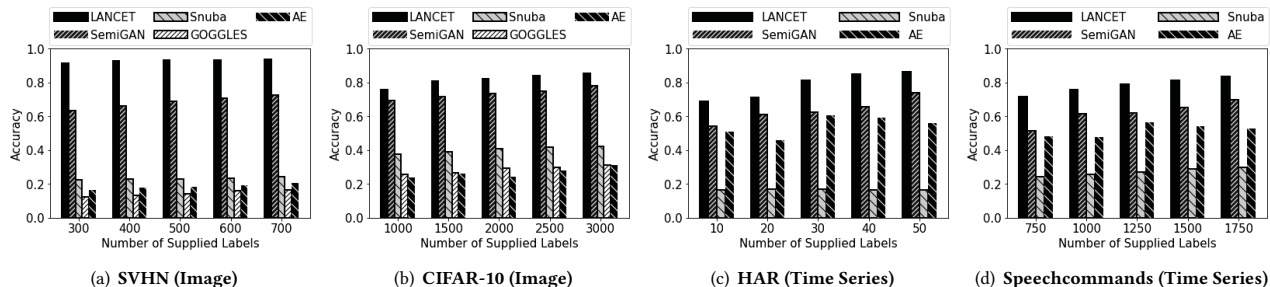 LANCET Snuba AE
SemiGAN GOGGLES
1.0
0.8
0.6
0.4
0.2
0.0
Accuracy
300 400 500 600 700
Number of Supplied Labels
(a) SVHN (Image)
LANCET Snuba AE
SemiGAN GOGGLES
1.0
0.8
0.6
0.4
0.2
0.0
Accuracy
1000 1500 2000 2500 3000
Number of Supplied Labels
(b) CIFAR-10 (Image)
LANCET Snuba
SemiGAN AE
1.0
0.8
0.6
0.4
0.2
0.0
Accuracy
10 20 30 40 50
Number of Supplied Labels
(c) HAR (Time Series)
LANCET Snuba
SemiGAN AE
1.0
0.8
0.6
0.4
0.2
0.0
Accuracy
750 1000 1250 1500 1750
Number of Supplied Labels
(d) Speechcommands (Time Series)